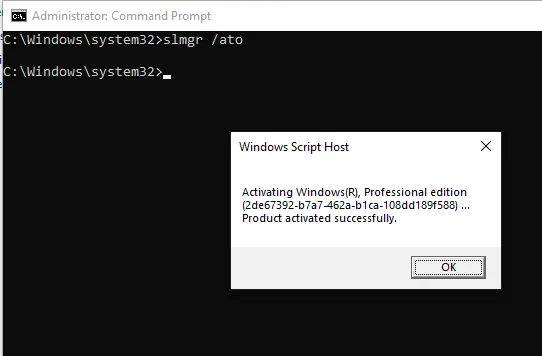 Administrator: Command Prompt
C:\Windows\system32>slmgr /ato
C:\Windows\system32>
Windows Script Host
Activating Windows(R), Professional edition
(2de67392-b7a7-462a-b1ca-108dd189f588) ...
Product activated successfully.
OK